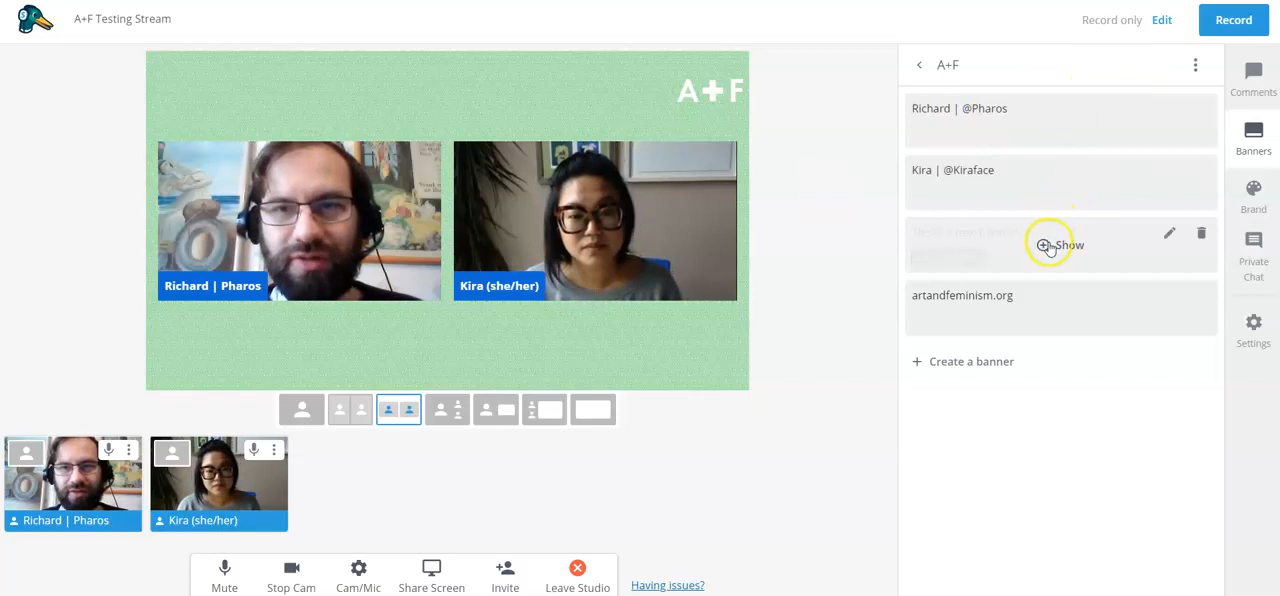 A+F Testing Stream
Record only
Edit
Record
A+F
A+F
Richard | @Pharos
Kira | @Kiraface
Show
artandfeminism.org
+ Create a banner
Comments
Banners
Brand
Private
Chat
Settings
Richard | Pharos
Kira (she/her)
Richard | Pharos
Kira (she/her)
Mute
Stop Cam
Cam/Mic
Share Screen
Invite
Leave Studio
Having issues?